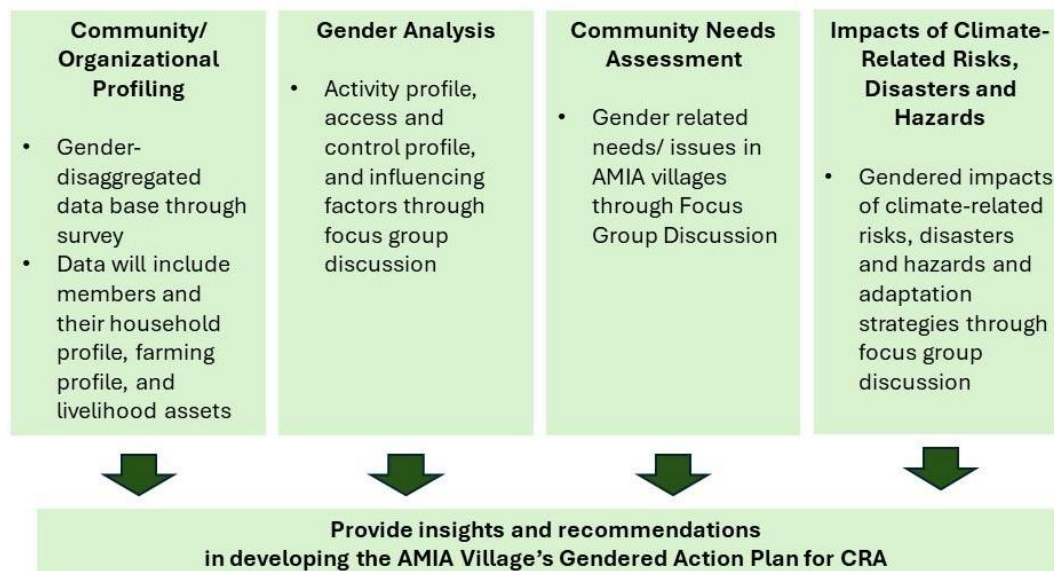 Community/
Organizational
Profiling
• Gender-
disaggregated
data base through
survey
• Data will include
members and
their household
profile, farming
profile, and
livelihood assets
Gender Analysis
• Activity profile,
access and
control profile,
and influencing
factors through
focus group
discussion
Community Needs
Assessment
• Gender related
needs/ issues in
AMIA villages
through Focus
Group Discussion
Impacts of Climate-
Related Risks,
Disasters and
Hazards
• Gendered impacts
of climate-related
risks, disasters
and hazards and
adaptation
strategies through
focus group
discussion
Provide insights and recommendations
in developing the AMIA Village’s Gendered Action Plan for CRA